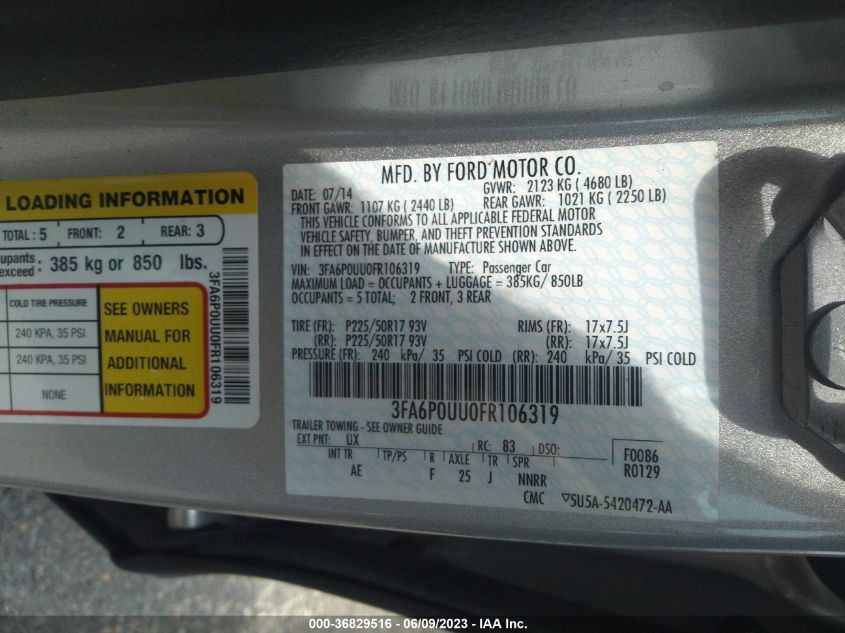 LOADING INFORMATION
TOTAL : 5 FRONT: 2 REAR: 3
upants
exceed : 385 kg or 850 lbs.
COLD TIRE PRESSURE
240 KPA, 35 PSI
240 KPA, 35 PSI
NONE
SEE OWNERS
MANUAL FOR
ADDITIONAL
INFORMATION
3FA6P0UU0FR106319
MFD. BY FORD MOTOR CO.
DATE: 07/14 GVWR: 2123 KG ( 4680 LB)
FRONT GAWR: 1107 KG ( 2440 LB) REAR GAWR: 1021 KG ( 2250 LB)
THIS VEHICLE CONFORMS TO ALL APPLICABLE FEDERAL MOTOR
VEHICLE SAFETY, BUMPER, AND THEFT PREVENTION STANDARDS
IN EFFECT ON THE DATE OF MANUFACTURE SHOWN ABOVE.
VIN: 3FA6P0UU0FR106319 TYPE: Passenger Car
MAXIMUM LOAD = OCCUPANTS + LUGGAGE = 385KG/ 850LB
OCCUPANTS = 5 TOTAL; 2 FRONT, 3 REAR
TIRE (FR): P225/50R17 93V RIMS (FR): 17x7.5J
(RR): P225/50R17 93V (RR): 17x7.5J
PRESSURE (FR): 240 kPa/ 35 PSI COLD (RR): 240 kPa/ 35 PSI COLD
3FA6P0UU0FR106319
TRAILER TOWING - SEE OWNER GUIDE
EXT PNT: UX RC: 83 DSO:
INT TR TP/PS R AXLE TR SPR
AE F 25 J NNRR
F0086
R0129
CMC 5U5A-5420472-AA
000-36829516 - 06/09/2023 - IAA Inc.